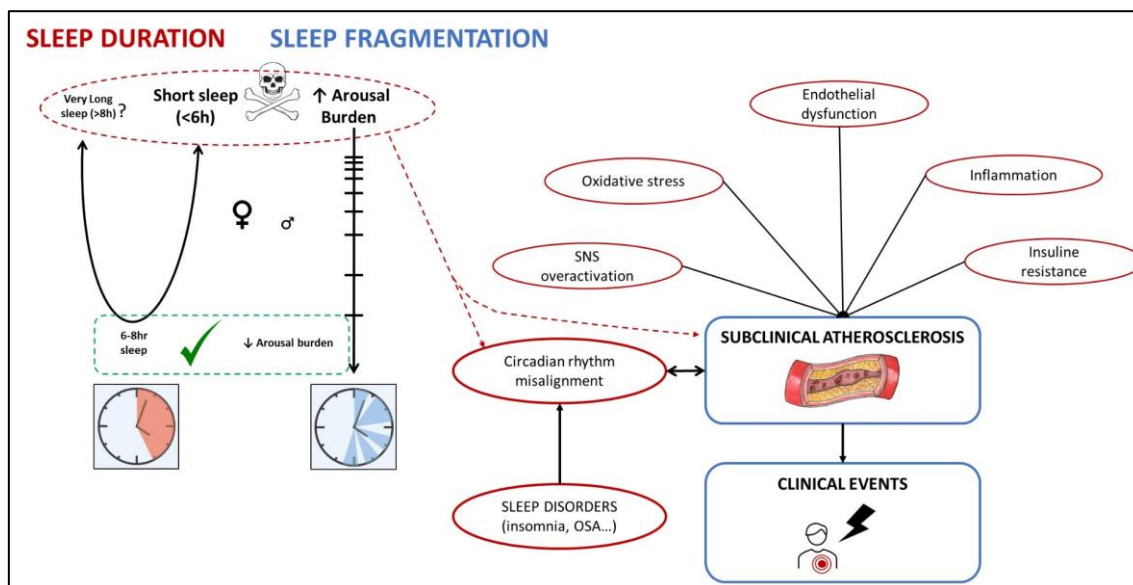 SLEEP DURATION
SLEEP FRAGMENTATION
Very Long
sleep (>8h) ?
Short sleep
(<6h)
↑ Arousal
Burden
♀
♂
6-8hr
sleep
↓ Arousal burden
Endothelial
dysfunction
Oxidative stress
Inflammation
SNS
overactivation
Insuline
resistance
SUBCLINICAL ATHEROSCLEROSIS
Circadian rhythm
misalignment
SLEEP DISORDERS
(insomnia, OSA...)
CLINICAL EVENTS